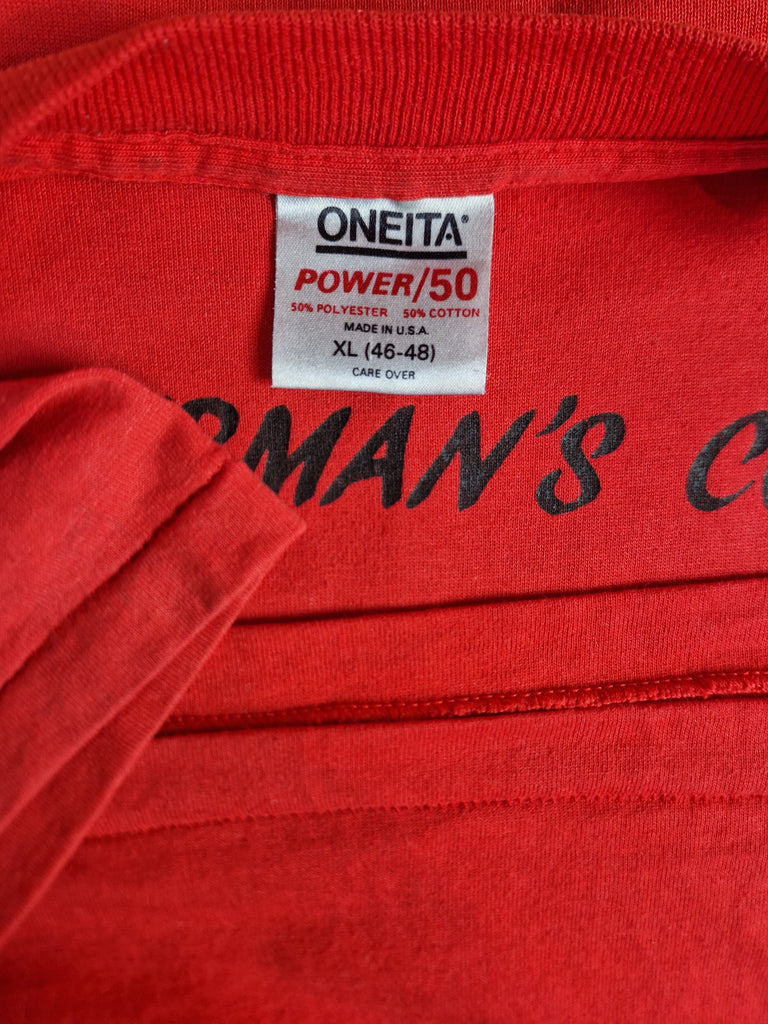 ONEITA®
POWER/50
50% POLYESTER 50% COTTON
MADE IN U.S.A.
XL (46-48)
CARE OVER